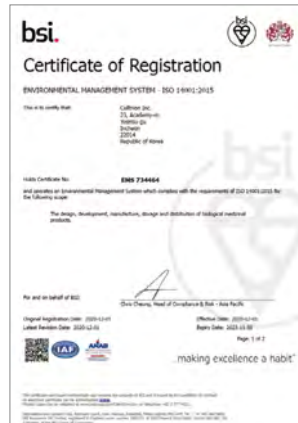 bsi.
Certificate of Registration
ENVIRONMENTAL MANAGEMENT SYSTEM - ISO 14001:2015
This is to certify that:
Celltrion Inc.
23, Academy-ro
Yeonsu-gu
Incheon
22014
Republic of Korea
Holds Certificate No:
EMS 734464
and operates an Environmental Management System which complies with the requirements of ISO 14001:2015 for
the following scope:
The design, development, manufacture, storage and distribution of biological medicinal
products.
For and on behalf of BSI:
Chris Cheung, Head of Compliance & Risk - Asia Pacific
Original Registration Date: 2020-12-01
Effective Date: 2020-12-01
Latest Revision Date: 2020-12-01
Expiry Date: 2023-11-30
Page: 1 of 2
IAF
ANAB
...making excellence a habit.